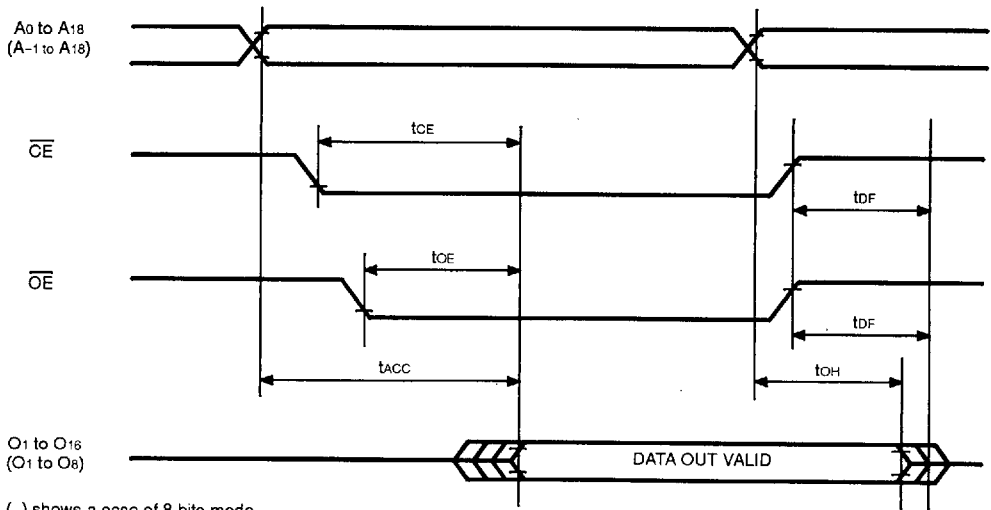 A0 to A18
(A-1 to A18)
tCE
CE
tDF
tOE
OE
tDF
tACC
tOH
O1 to O16
(O1 to O8)
DATA OUT VALID
( ) shows a case of 8 bits mode